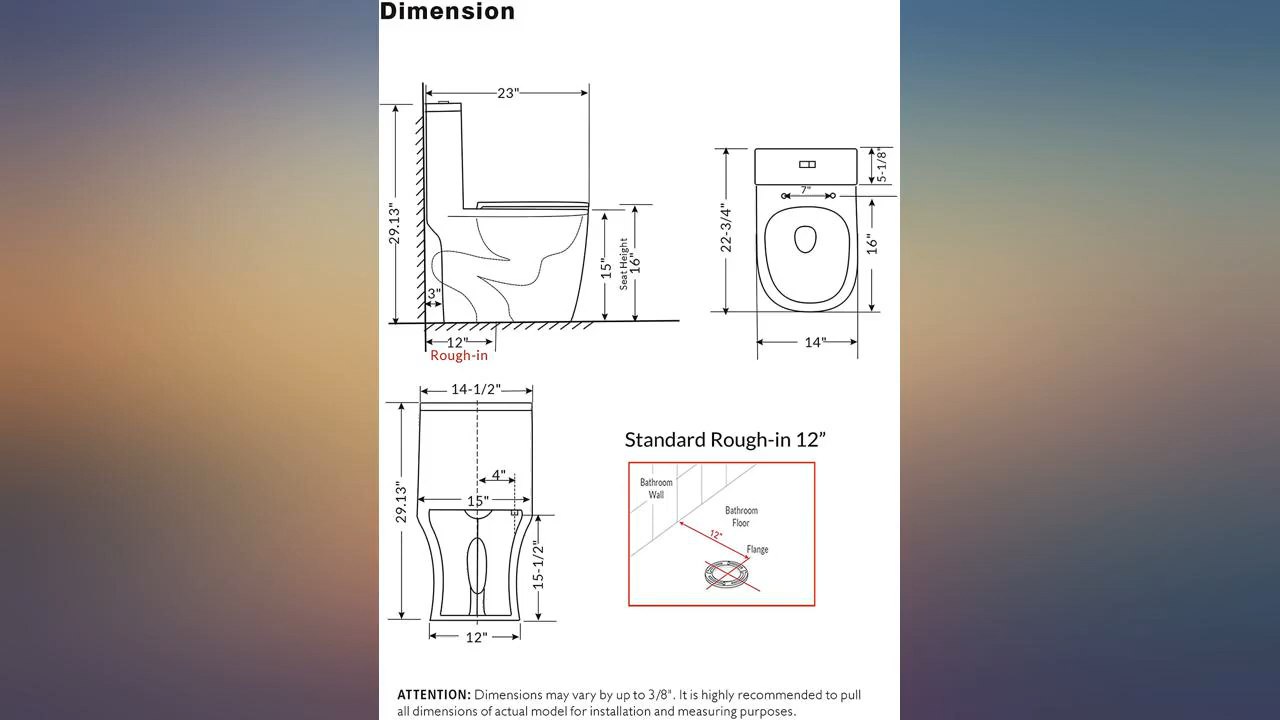 Dimension
23"
29.13"
3"
15"
Seat Height
16"
12"
Rough-in
22-3/4"
5-1/8"
7"
16"
14"
14-1/2"
29.13"
4"
15"
15-1/2"
12"
Standard Rough-in 12”
Bathroom
Wall
Bathroom
Floor
12"
Flange
ATTENTION: Dimensions may vary by up to 3/8". It is highly recommended to pull
all dimensions of actual model for installation and measuring purposes.